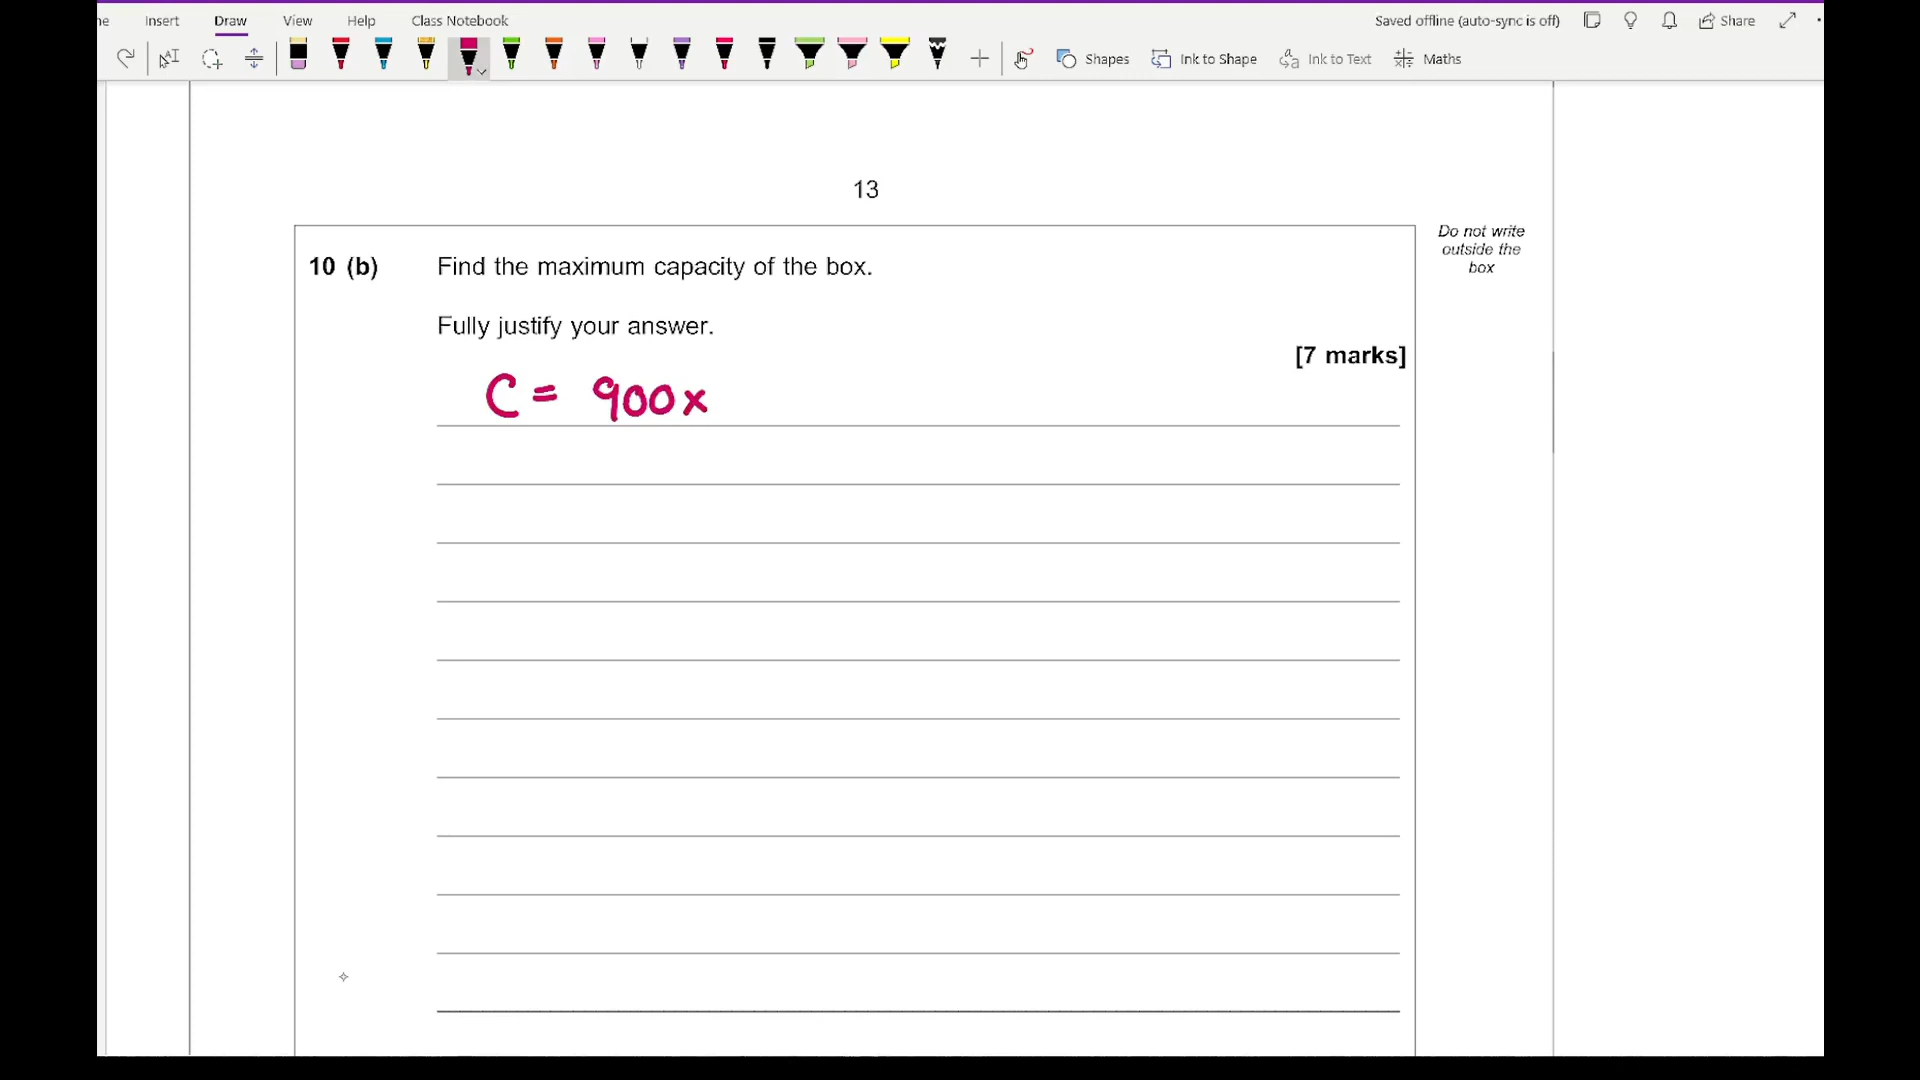 Insert Draw View Help Class Notebook Saved offline (auto-sync is off) Share
Shapes Ink to Shape Ink to Text Maths
13
Do not write
outside the
box
10 (b) Find the maximum capacity of the box.
Fully justify your answer.
[7 marks]
C = 900x